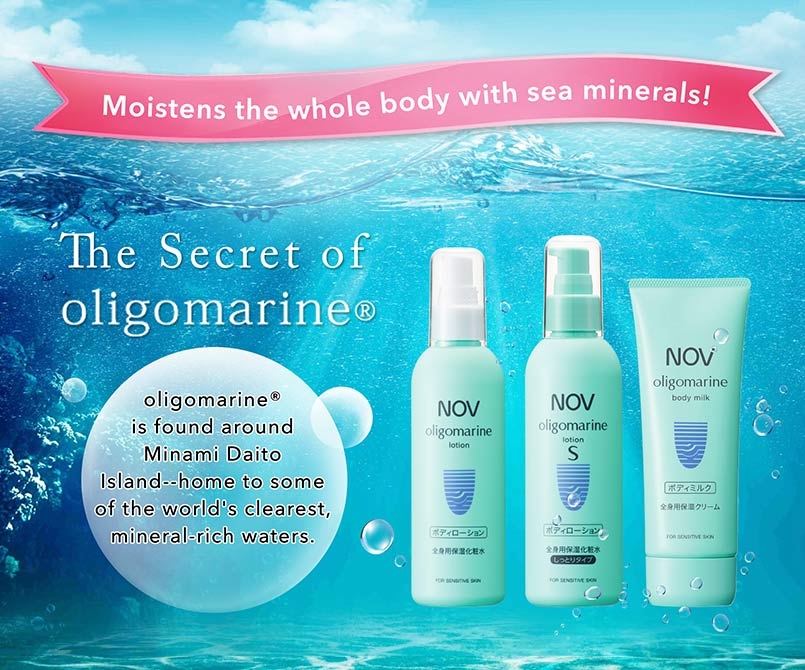 Moistens the whole body with sea minerals!
The Secret of
oligomarine®
oligomarine®
is found around
Minami Daito
Island--home to some
of the world's clearest,
mineral-rich waters.
NOV
oligomarine
lotion
ボディローション
全身用保湿化粧水
FOR SENSITIVE SKIN
NOV
oligomarine
lotion
S
ボディローション
全身用保湿化粧水
しっとりタイプ
FOR SENSITIVE SKIN
NOV
oligomarine
body milk
ボディミルク
全身用保湿クリーム
FOR SENSITIVE SKIN